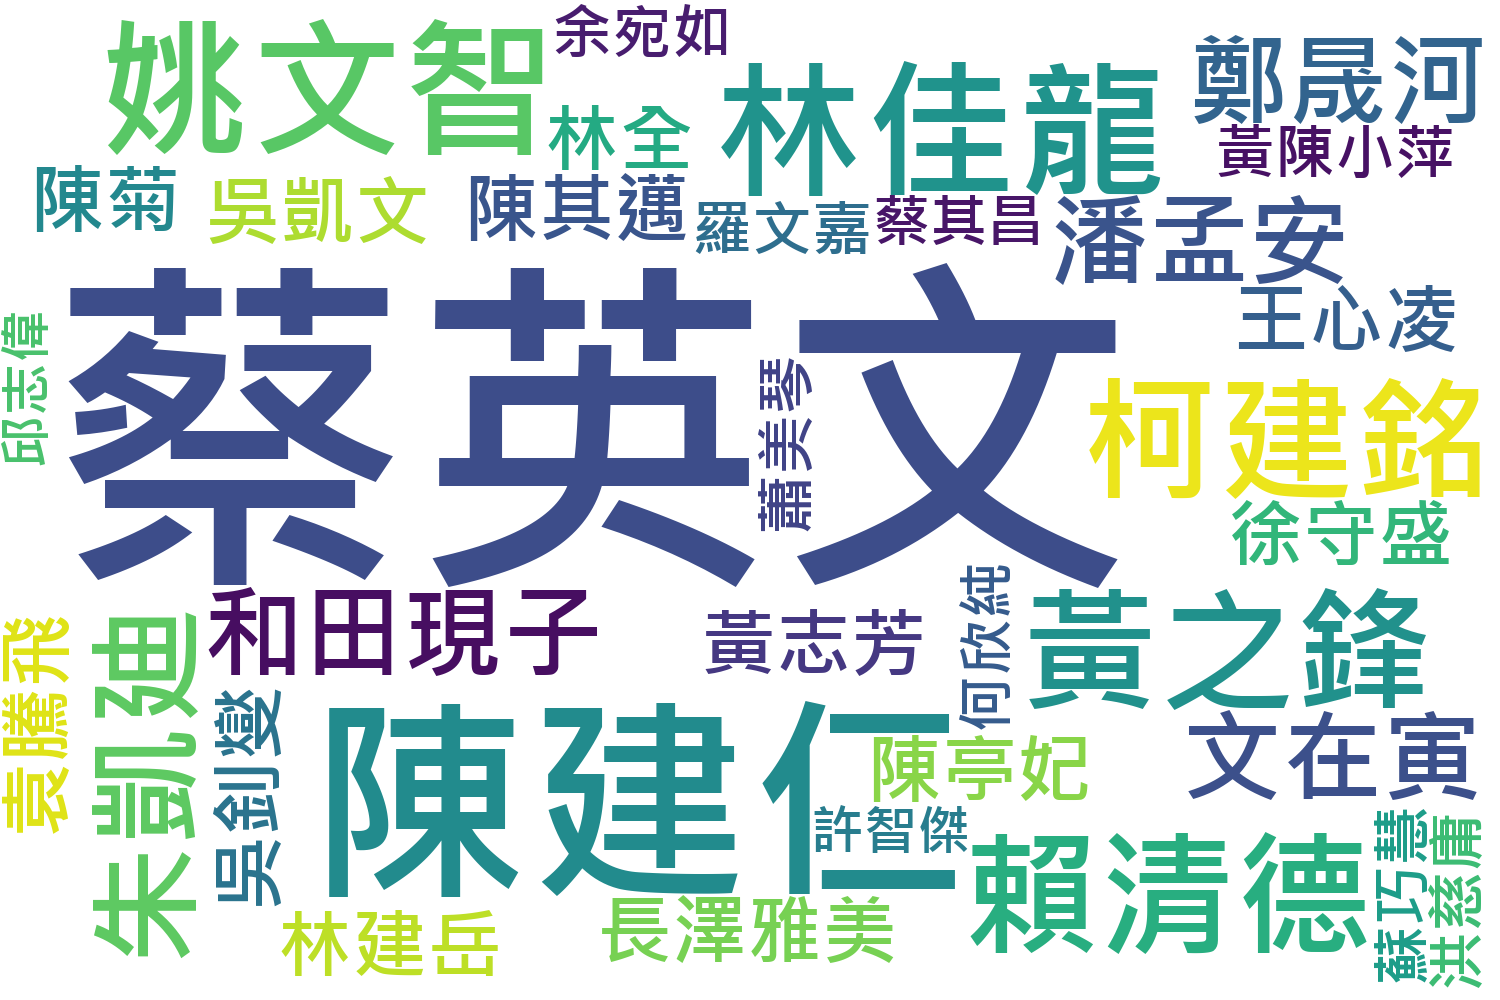 姚文智
余宛如
林佳龍
鄭晟河
林全
黃陳小萍
陳菊
吳凱文
陳其邁
羅文嘉
蔡其昌
潘孟安
王心凌
邱志偉
蔡英文
蕭美琴
柯建銘
徐守盛
和田現子
黃志芳
何欣純
黃之鋒
袁騰飛
朱凱廸
吳釗燮
陳建仁
陳亭妃
文在寅
許智傑
賴清德
蘇巧慧
洪慈庸
林建岳
長澤雅美